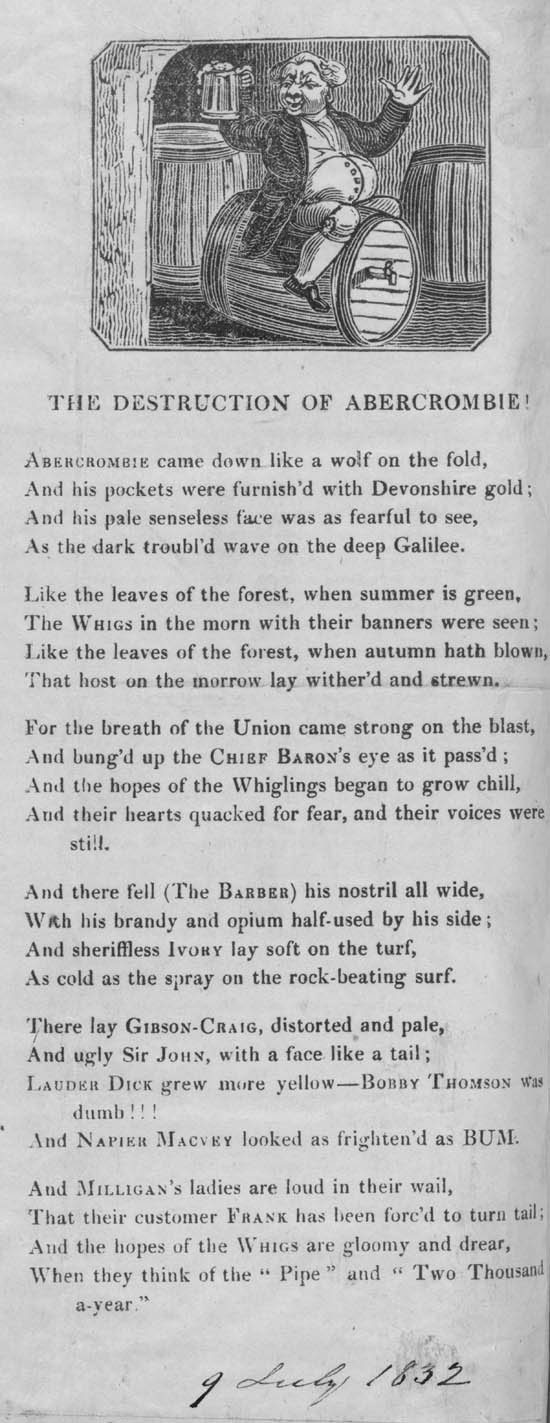 THE DESTRUCTION OF ABERCROMBIE!
ABERCROMBIE came down like a wolf on the fold,
And his pockets were furnish'd with Devonshire gold;
And his pale senseless face was as fearful to see,
As the dark troubl'd wave on the deep Galilee.
Like the leaves of the forest, when summer is green,
The WHIGS in the morn with their banners were seen;
Like the leaves of the forest, when autumn hath blown,
That host on the morrow lay wither'd and strewn.
For the breath of the Union came strong on the blast,
And bung'd up the CHIEF BARON's eye as it pass'd;
And the hopes of the Whiglings began to grow chill,
And their hearts quacked for fear, and their voices were
still.
And there fell (The BARBER) his nostril all wide,
With his brandy and opium half-used by his side;
And sheriffless IVORY lay soft on the turf,
As cold as the spray on the rock-beating surf.
There lay GIBSON-CRAIG, distorted and pale,
And ugly Sir JOHN, with a face like a tail;
LAUDER DICK grew more yellow—BOBBY THOMSON was
dumb!!!
And NAPIER MACVEY looked as frighten'd as BUM.
And MILLIGAN's ladies are loud in their wail,
That their customer FRANK has been forc'd to turn tail;
And the hopes of the WHIGS are gloomy and drear,
When they think of the "Pipe" and "Two Thousand
a-year."
9 July 1832